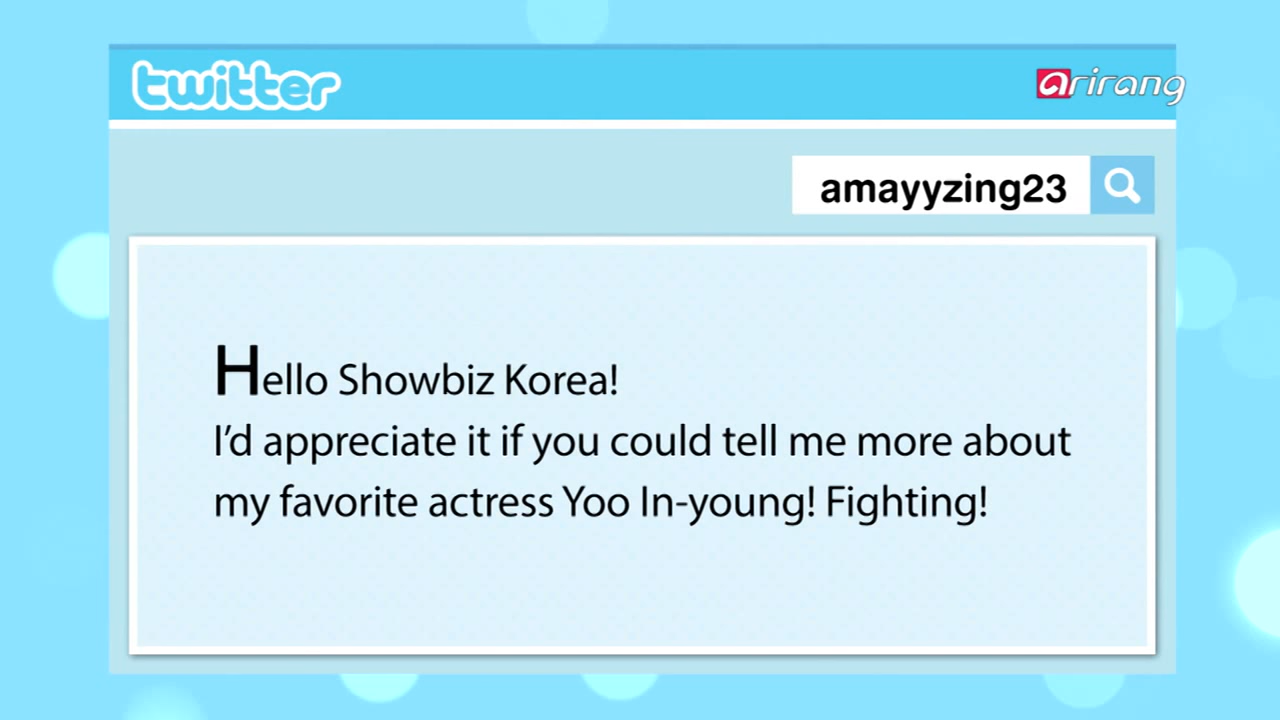 twitter
arirang
amayyzing23
Hello Showbiz Korea!
I'd appreciate it if you could tell me more about
my favorite actress Yoo In-young! Fighting!